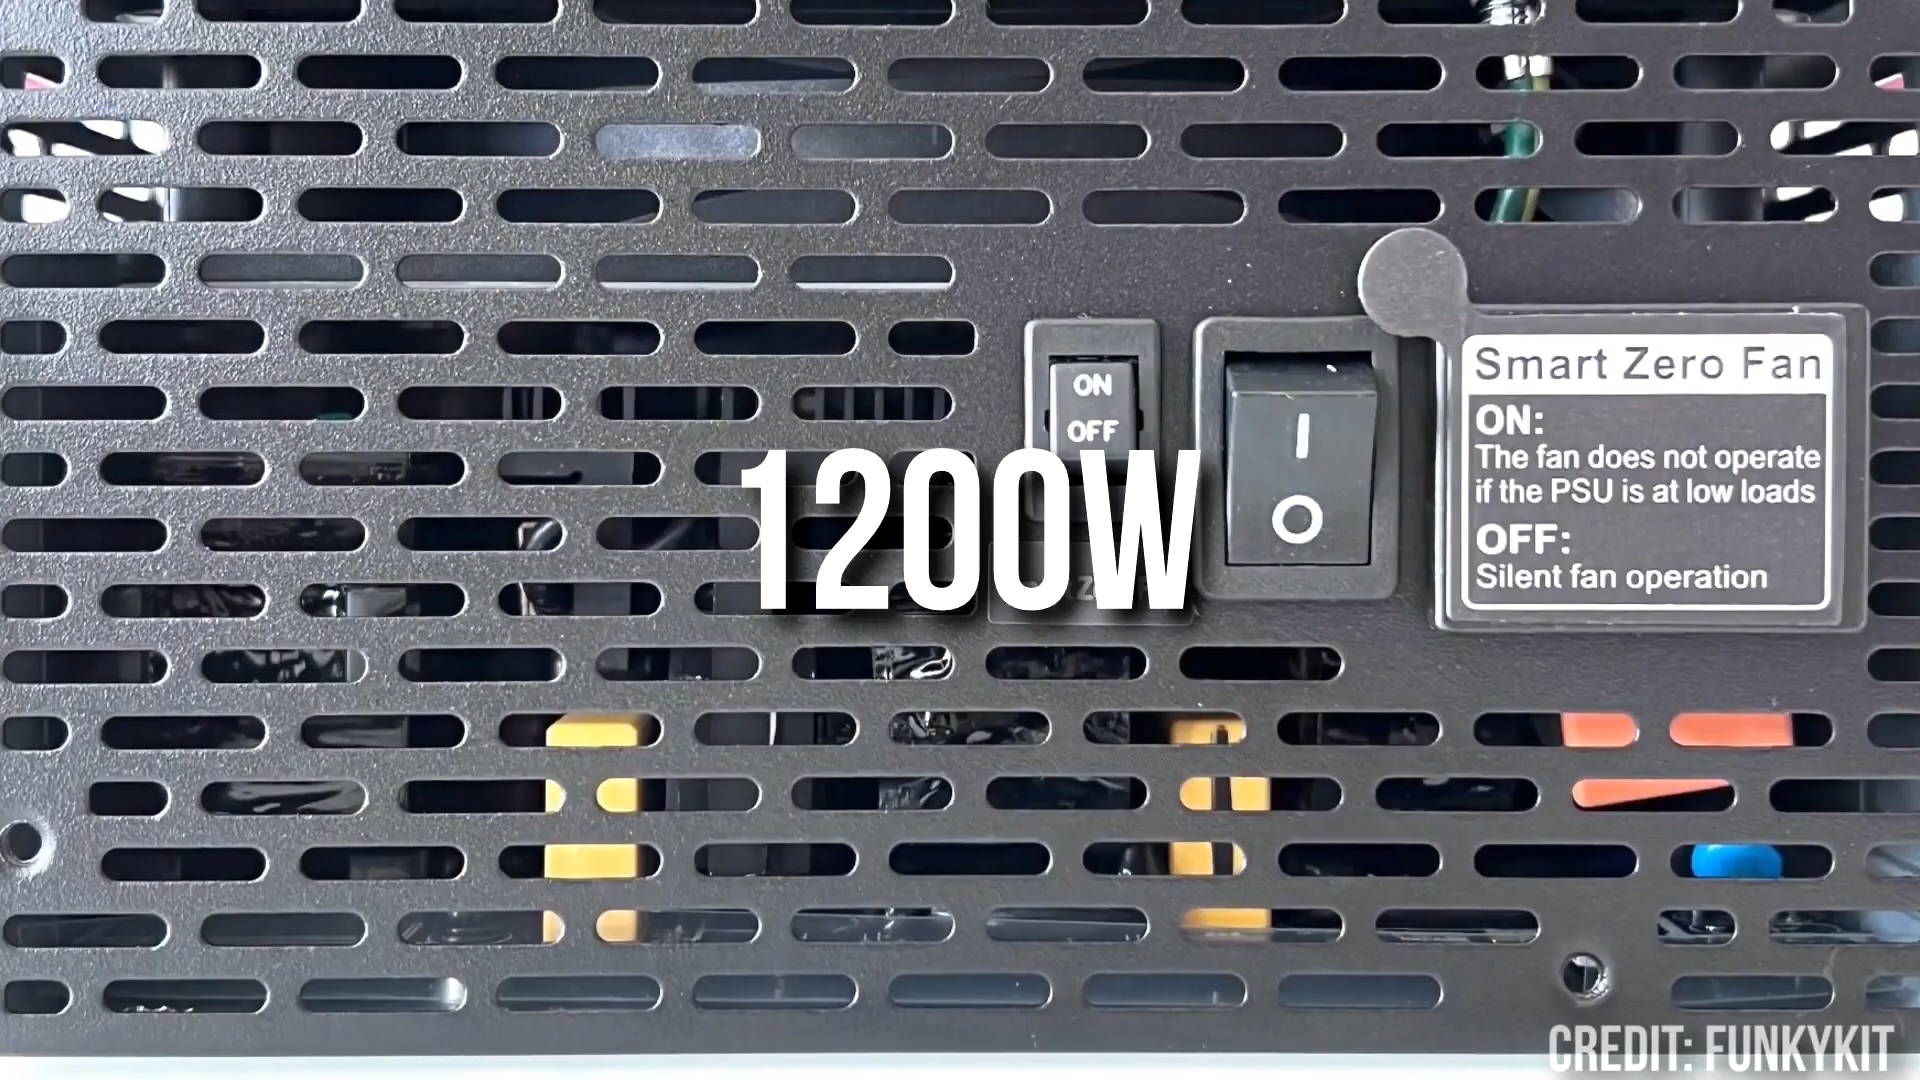 ON
OFF
1200W
Smart Zero Fan
ON:
The fan does not operate
if the PSU is at low loads
OFF:
Silent fan operation
CREDIT: FUNKYKIT